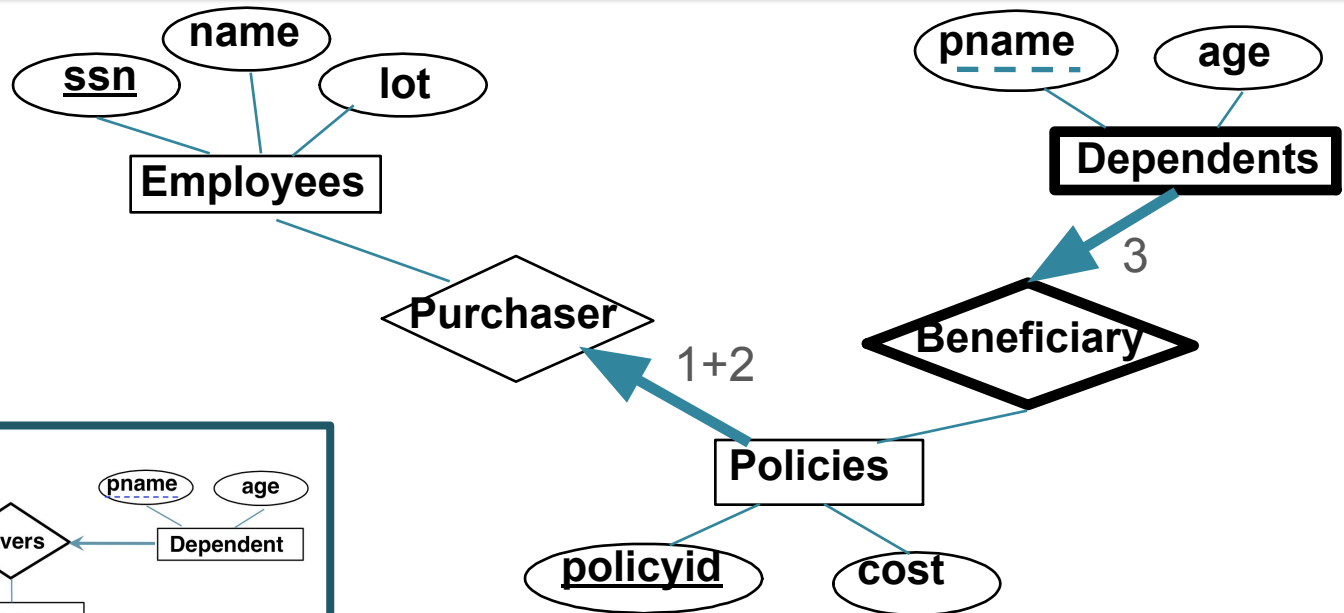 name
ssn
lot
Employees
pname
age
Dependents
3
Purchaser
Beneficiary
1+2
Policies
policyid
cost
pname
age
vers
Dependent